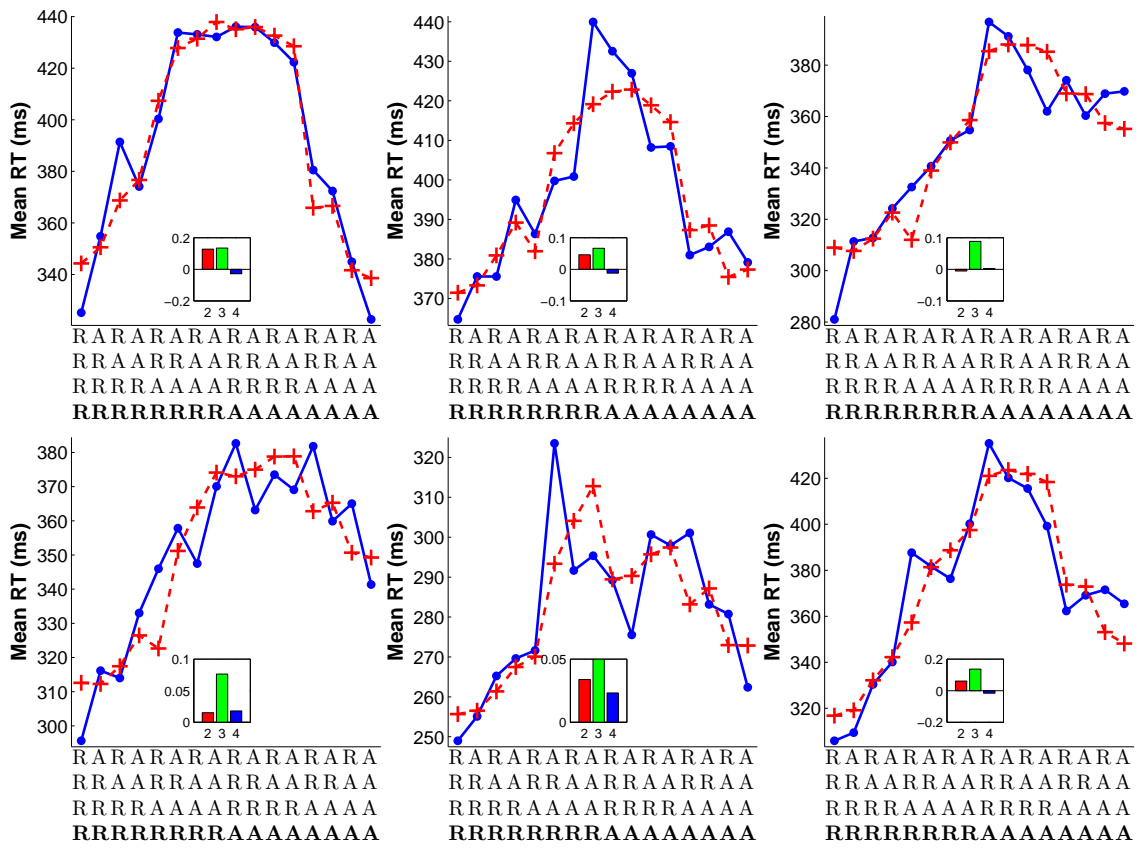 Mean RT (ms)
440
420
400
380
360
340
0.2
0
−0.2
2 3 4
R A R A R A R A R A R A R A R A
R R A A R R A A R R A A R R A A
R R R R A A A A R R R R A A A A
R R R R R R R R A A A A A A A A
Mean RT (ms)
440
430
420
410
400
390
380
370
0.1
0
−0.1
2 3 4
R A R A R A R A R A R A R A R A
R R A A R R A A R R A A R R A A
R R R R A A A A R R R R A A A A
R R R R R R R R A A A A A A A A
Mean RT (ms)
380
360
340
320
300
280
0.1
0
−0.1
2 3 4
R A R A R A R A R A R A R A R A
R R A A R R A A R R A A R R A A
R R R R A A A A R R R R A A A A
R R R R R R R R A A A A A A A A
Mean RT (ms)
380
370
360
350
340
330
320
310
300
0.1
0.05
0
2 3 4
R A R A R A R A R A R A R A R A
R R A A R R A A R R A A R R A A
R R R R A A A A R R R R A A A A
R R R R R R R R A A A A A A A A
Mean RT (ms)
320
310
300
290
280
270
260
250
0.05
0
2 3 4
R A R A R A R A R A R A R A R A
R R A A R R A A R R A A R R A A
R R R R A A A A R R R R A A A A
R R R R R R R R A A A A A A A A
Mean RT (ms)
420
400
380
360
340
320
0.2
0
−0.2
2 3 4
R A R A R A R A R A R A R A R A
R R A A R R A A R R A A R R A A
R R R R A A A A R R R R A A A A
R R R R R R R R A A A A A A A A